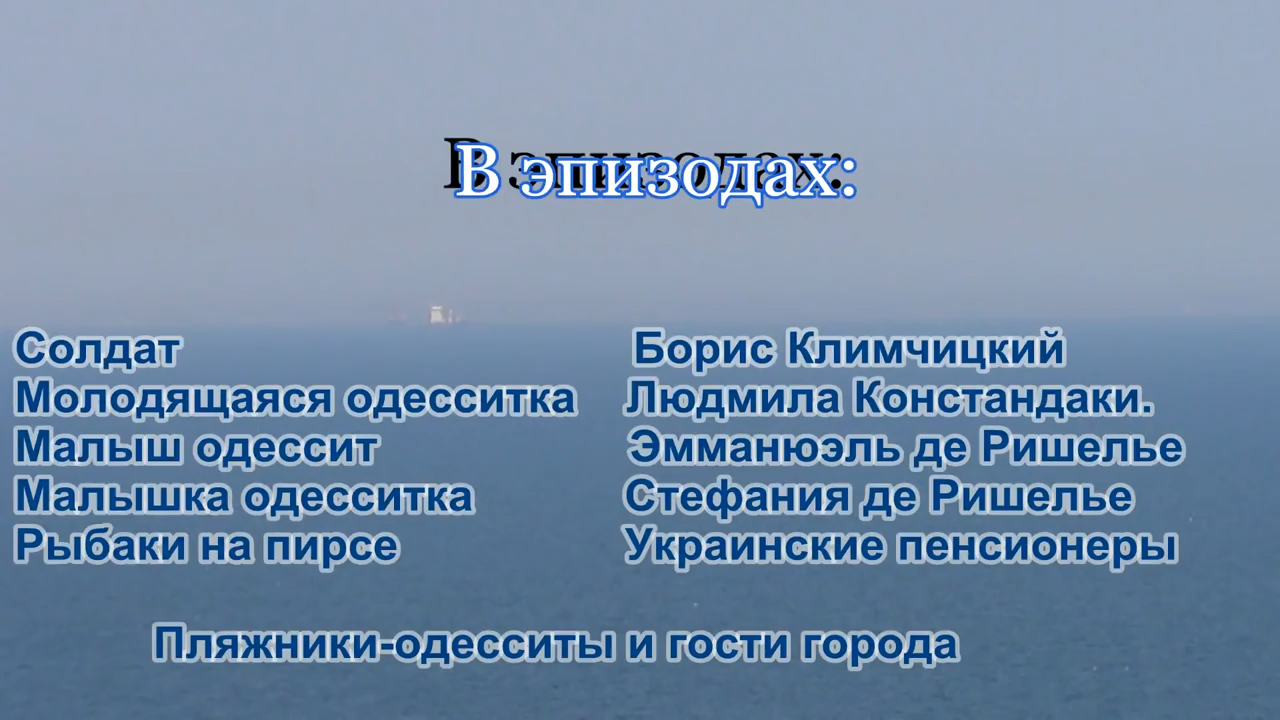 В эпизодах:
Солдат Борис Климчицкий
Молодящаяся одесситка Людмила Констандаки.
Малыш одессит Эммануэль де Ришелье
Малышка одесситка Стефания де Ришелье
Рыбаки на пирсе Украинские пенсионеры
Пляжники-одесситы и гости города